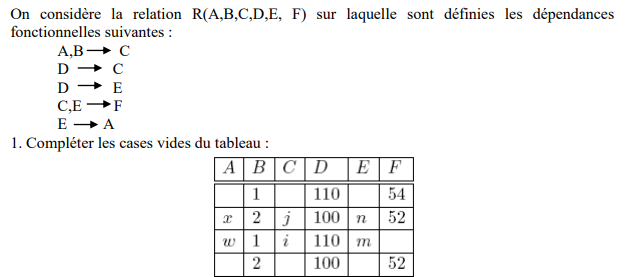 On considère la relation R(A,B,C,D,E, F) sur laquelle sont définies les dépendances
fonctionnelles suivantes :
A,B → C
D → C
D → E
C,E → F
E → A
1. Compléter les cases vides du tableau :
A B C D E F
1 110 54
x 2 j 100 n 52
w 1 i 110 m
2 100 52